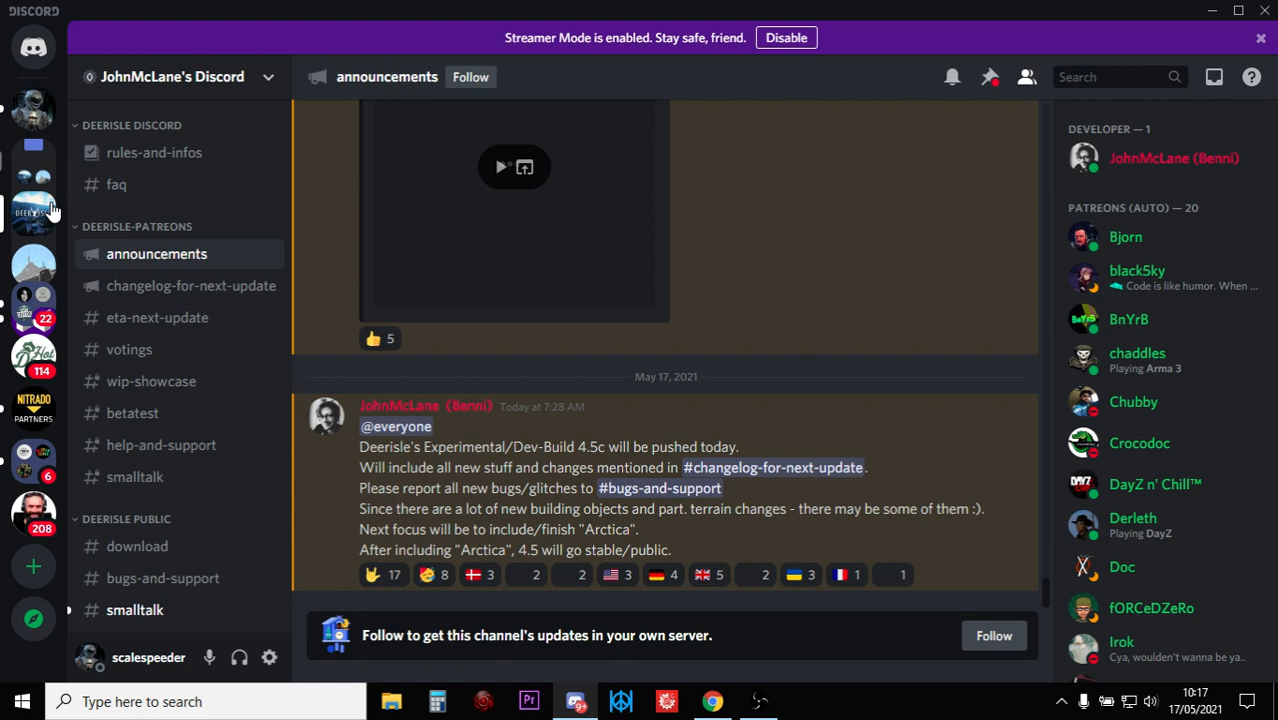 DEERISLE DISCORD
Streamer Mode is enabled. Stay safe, friend.
Disable
JohnMcLane's Discord
announcements
Follow
Search
DEERISLE DISCORD
rules-and-infos
faq
DEERISLE-PATREONS
announcements
changelog-for-next-update
eta-next-update
votings
wip-showcase
betatest
help-and-support
smalltalk
DEERISLE PUBLIC
download
bugs-and-support
smalltalk
scalespeeder
22
114
NITRADO
PARTNERS
6
208
5
May 17, 2021
JohnMcLane (Benni) Today at 7:28 AM
@everyone
Deerisle's Experimental/Dev-Build 4.5c will be pushed today.
Will include all new stuff and changes mentioned in #changelog-for-next-update.
Please report all new bugs/glitches to #bugs-and-support
Since there are a lot of new building objects and part. terrain changes - there may be some of them :).
Next focus will be to include/finish "Arctica".
After including "Arctica", 4.5 will go stable/public.
17 8 3 2 2 3 4 5 2 3 1 1
Follow to get this channel's updates in your own server.
Follow
DEVELOPER — 1
JohnMcLane (Benni)
PATREONS (AUTO) — 20
Bjorn
black5ky
Code is like humor. When ...
BnYrB
chaddles
Playing Arma 3
Chubby
Crocodoc
DayZ n' Chill™
Derleth
Playing DayZ
Doc
fORCeDZeRo
Irok
Cya, wouldn't wanna be ya..
Type here to search
Pr
9+
10:17
17/05/2021